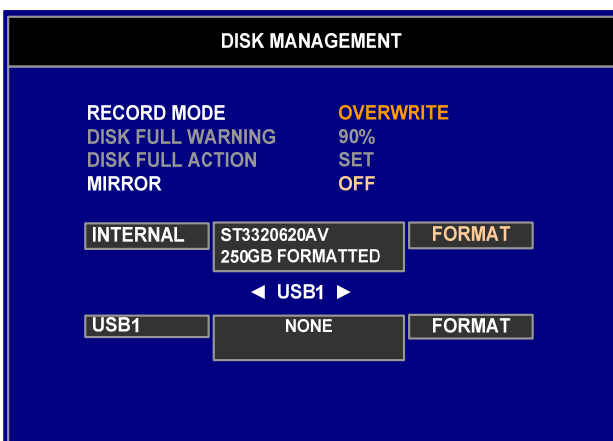 DISK MANAGEMENT
RECORD MODE OVERWRITE
DISK FULL WARNING 90%
DISK FULL ACTION SET
MIRROR OFF
INTERNAL ST3320620AV FORMAT
250GB FORMATTED
◄ USB1 ►
USB1 NONE FORMAT